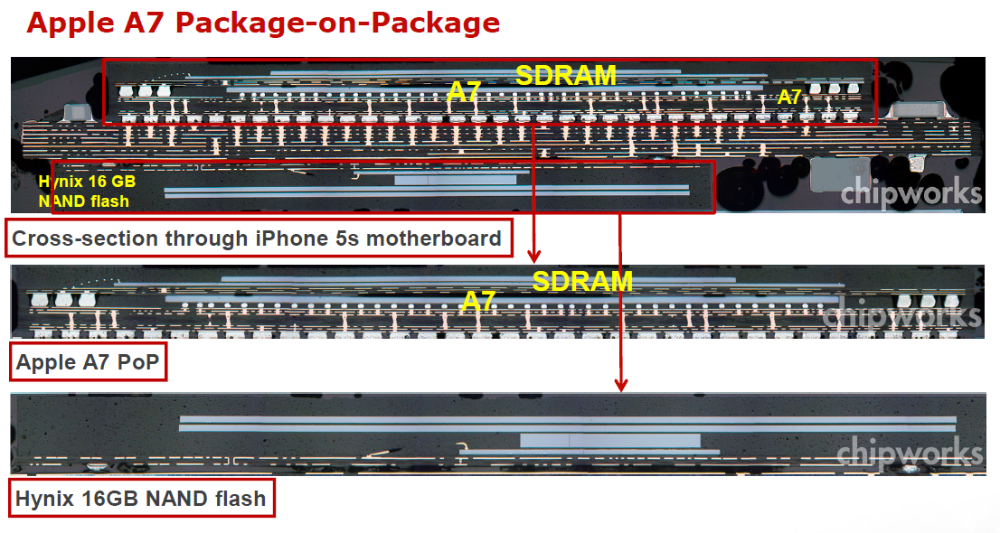 Apple A7 Package-on-Package
SDRAM
A7
A7
Hynix 16 GB
NAND flash
chipworks
Cross-section through iPhone 5s motherboard
SDRAM
A7
chipworks
Apple A7 PoP
chipworks
Hynix 16GB NAND flash